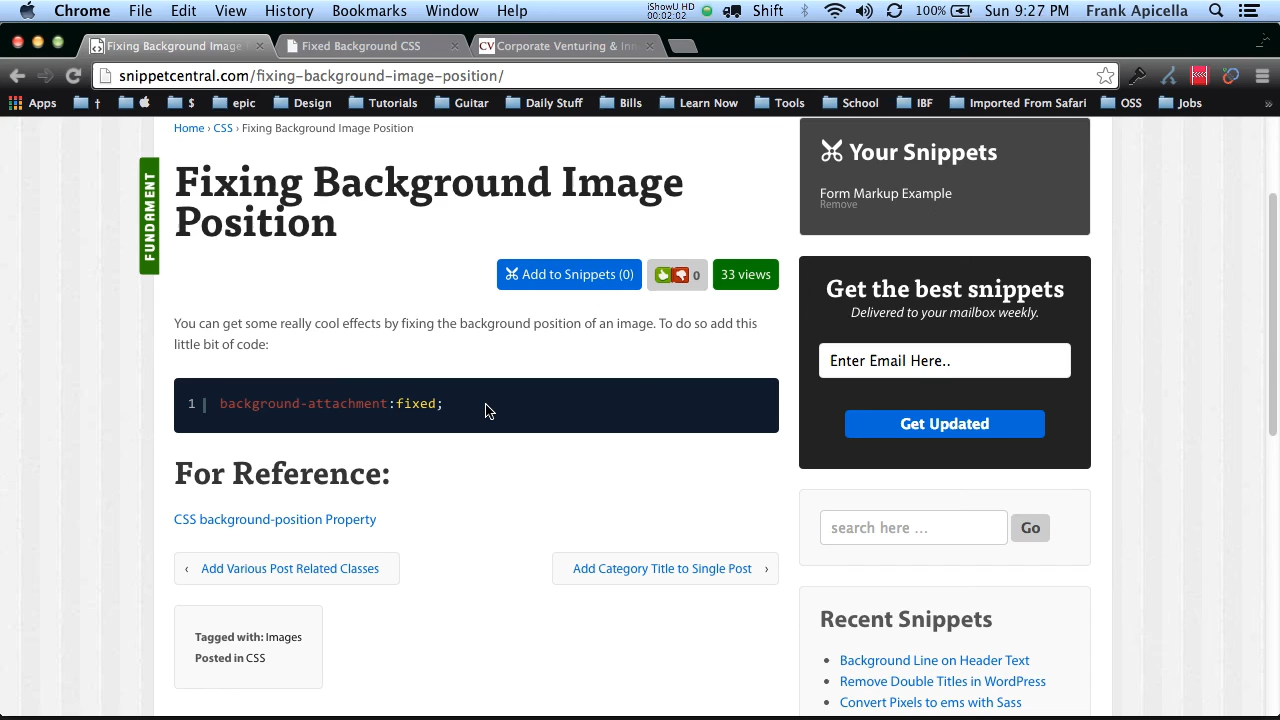 Chrome File Edit View History Bookmarks Window Help iShowU HD 00:02:02 Shift 100% Sun 9:27 PM Frank Apicella
Fixing Background Image Fixed Background CSS CV Corporate Venturing & Inn
snippetcentral.com/fixing-background-image-position/
Apps † $ epic Design Tutorials Guitar Daily Stuff Bills Learn Now Tools School IBF Imported From Safari OSS Jobs »
Home › CSS › Fixing Background Image Position
FUNDAMENT
Fixing Background Image
Position
Add to Snippets (0) 0 33 views
You can get some really cool effects by fixing the background position of an image. To do so add this
little bit of code:
1 background-attachment:fixed;
For Reference:
CSS background-position Property
‹ Add Various Post Related Classes
Add Category Title to Single Post ›
Tagged with: Images
Posted in CSS
Your Snippets
Form Markup Example
Remove
Get the best snippets
Delivered to your mailbox weekly.
Enter Email Here..
Get Updated
search here ... Go
Recent Snippets
• Background Line on Header Text
• Remove Double Titles in WordPress
• Convert Pixels to ems with Sass